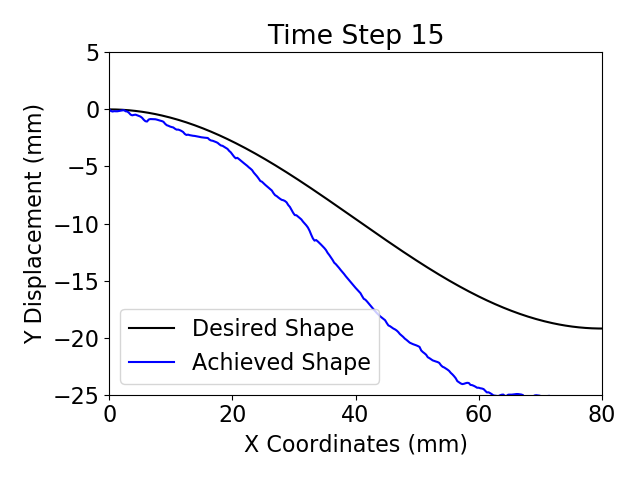 Time Step 15
Y Displacement (mm)
5
0
−5
−10
−15
−20
−25
Desired Shape
Achieved Shape
0 20 40 60 80
X Coordinates (mm)